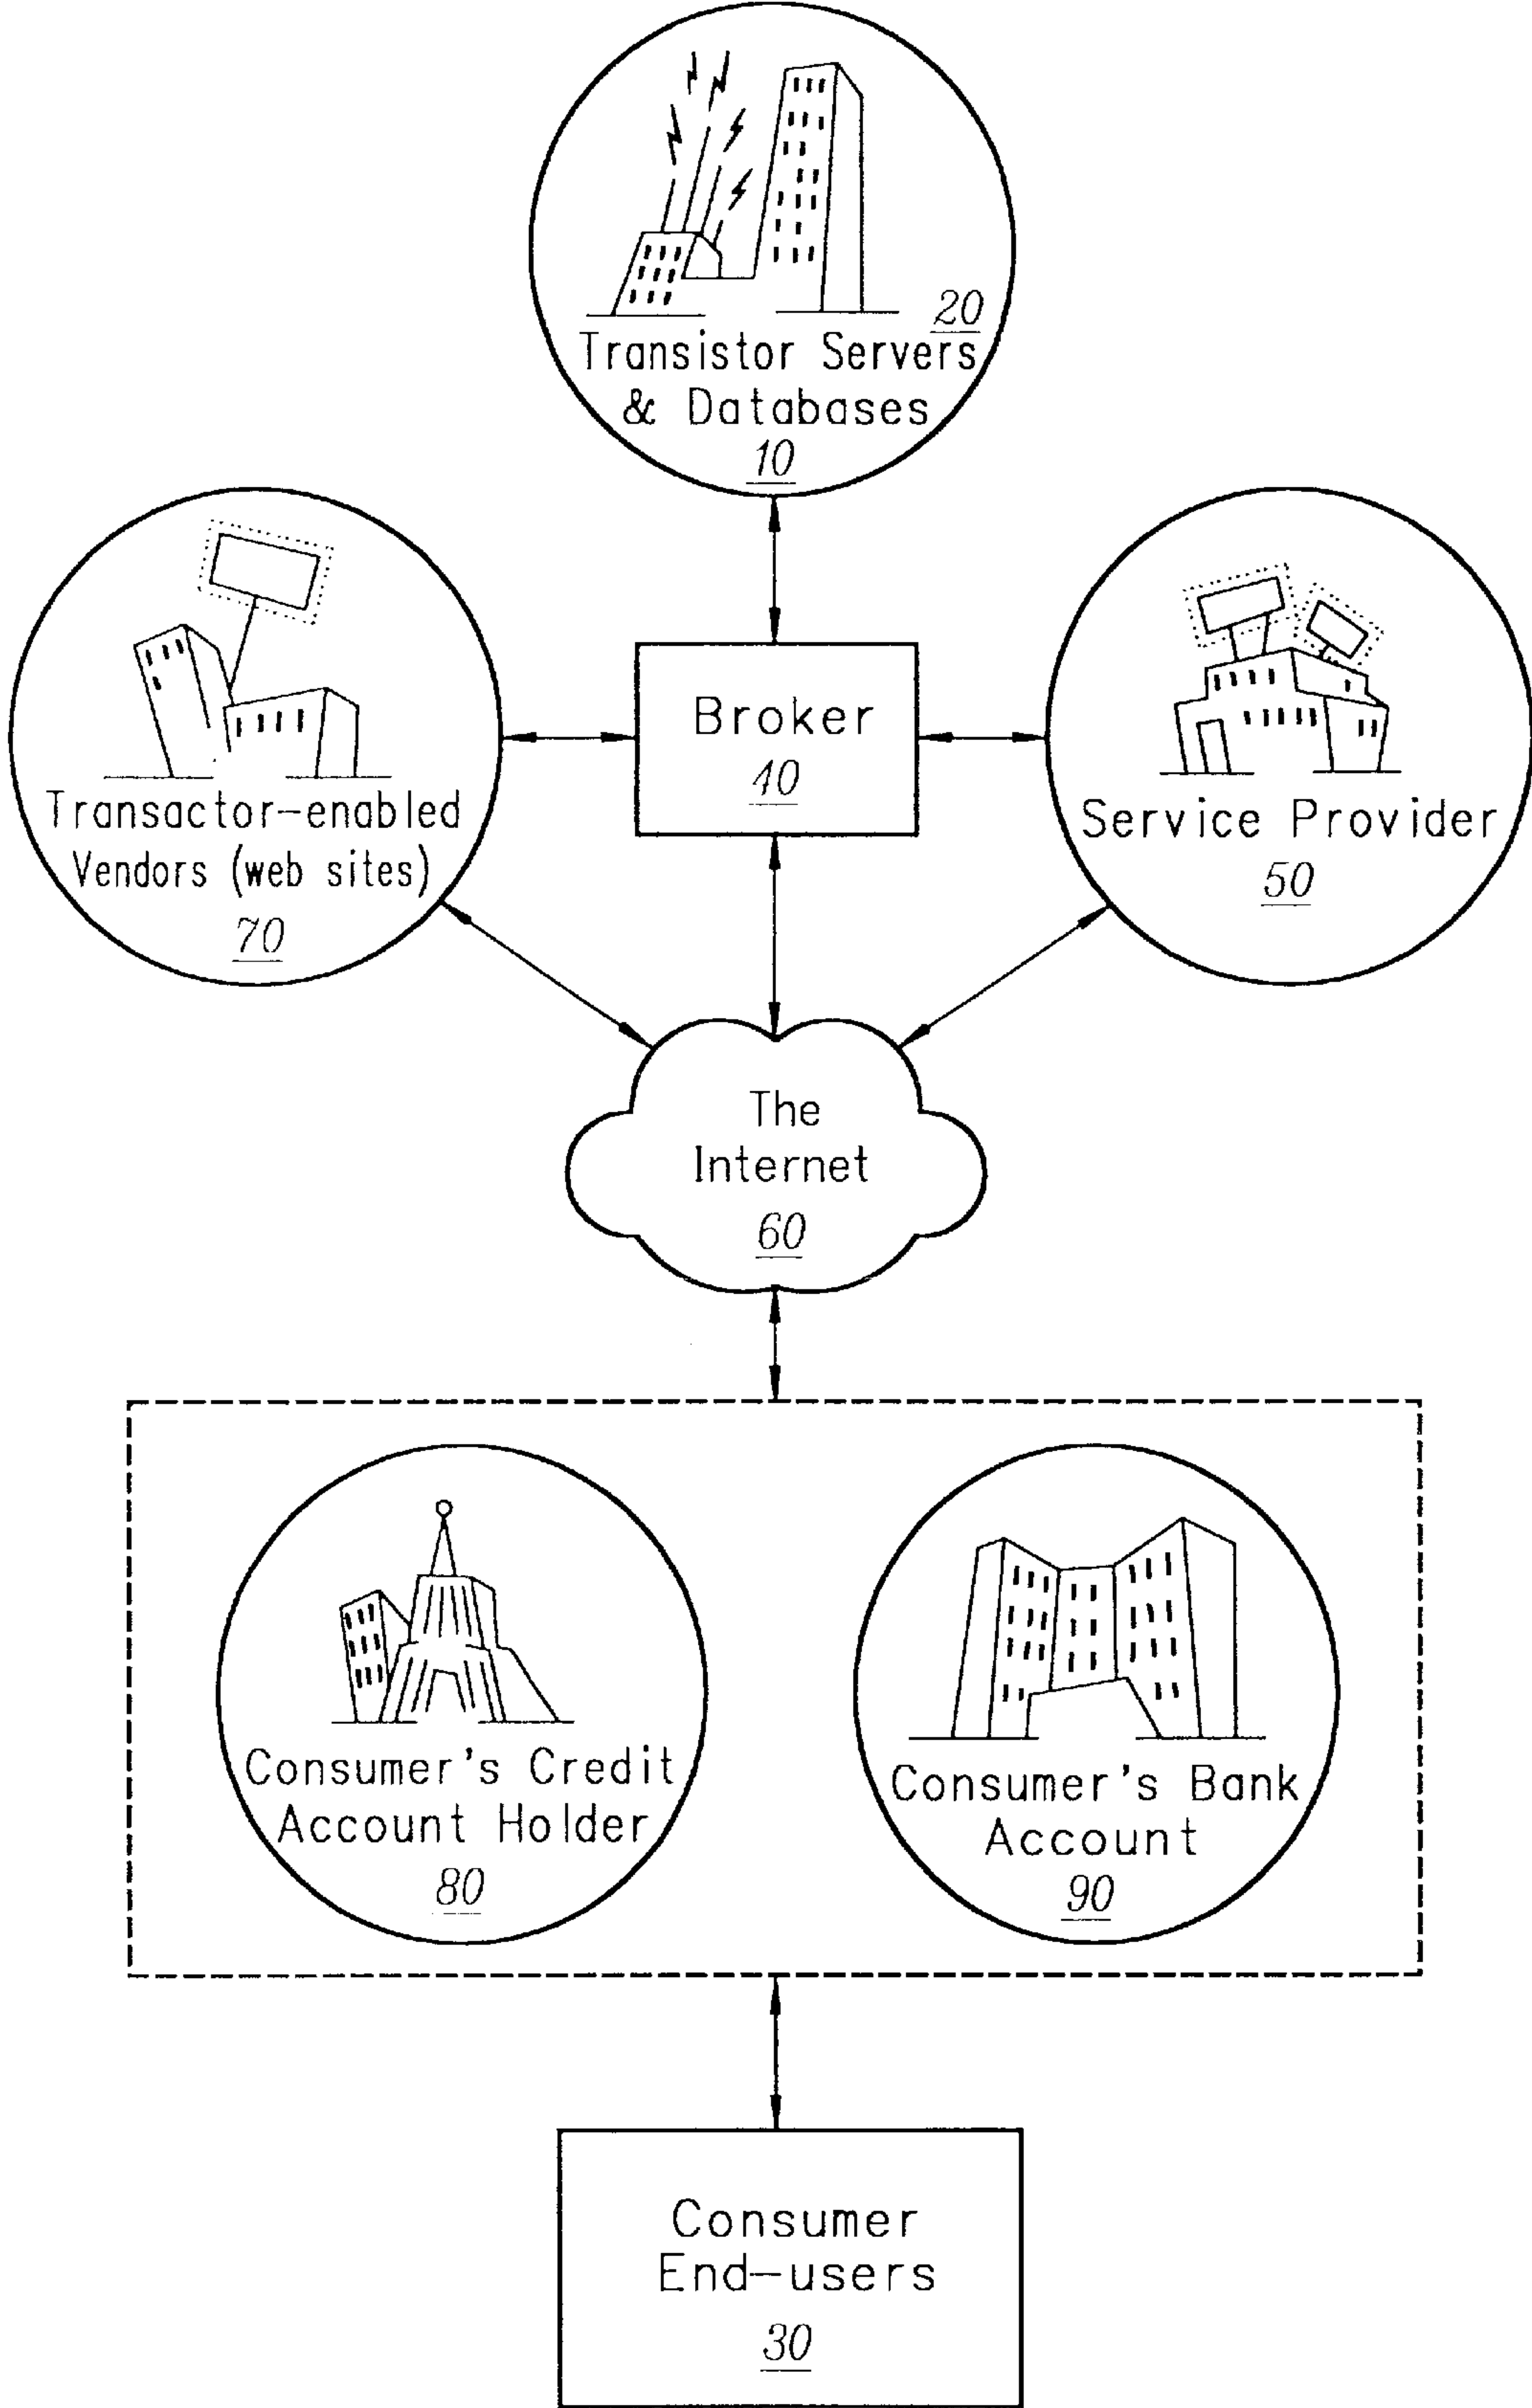 20
Transistor Servers
& Databases
10
Transactor-enabled
Vendors (web sites)
70
Broker
40
Service Provider
50
The
Internet
60
Consumer's Credit
Account Holder
80
Consumer's Bank
Account
90
Consumer
End-users
30